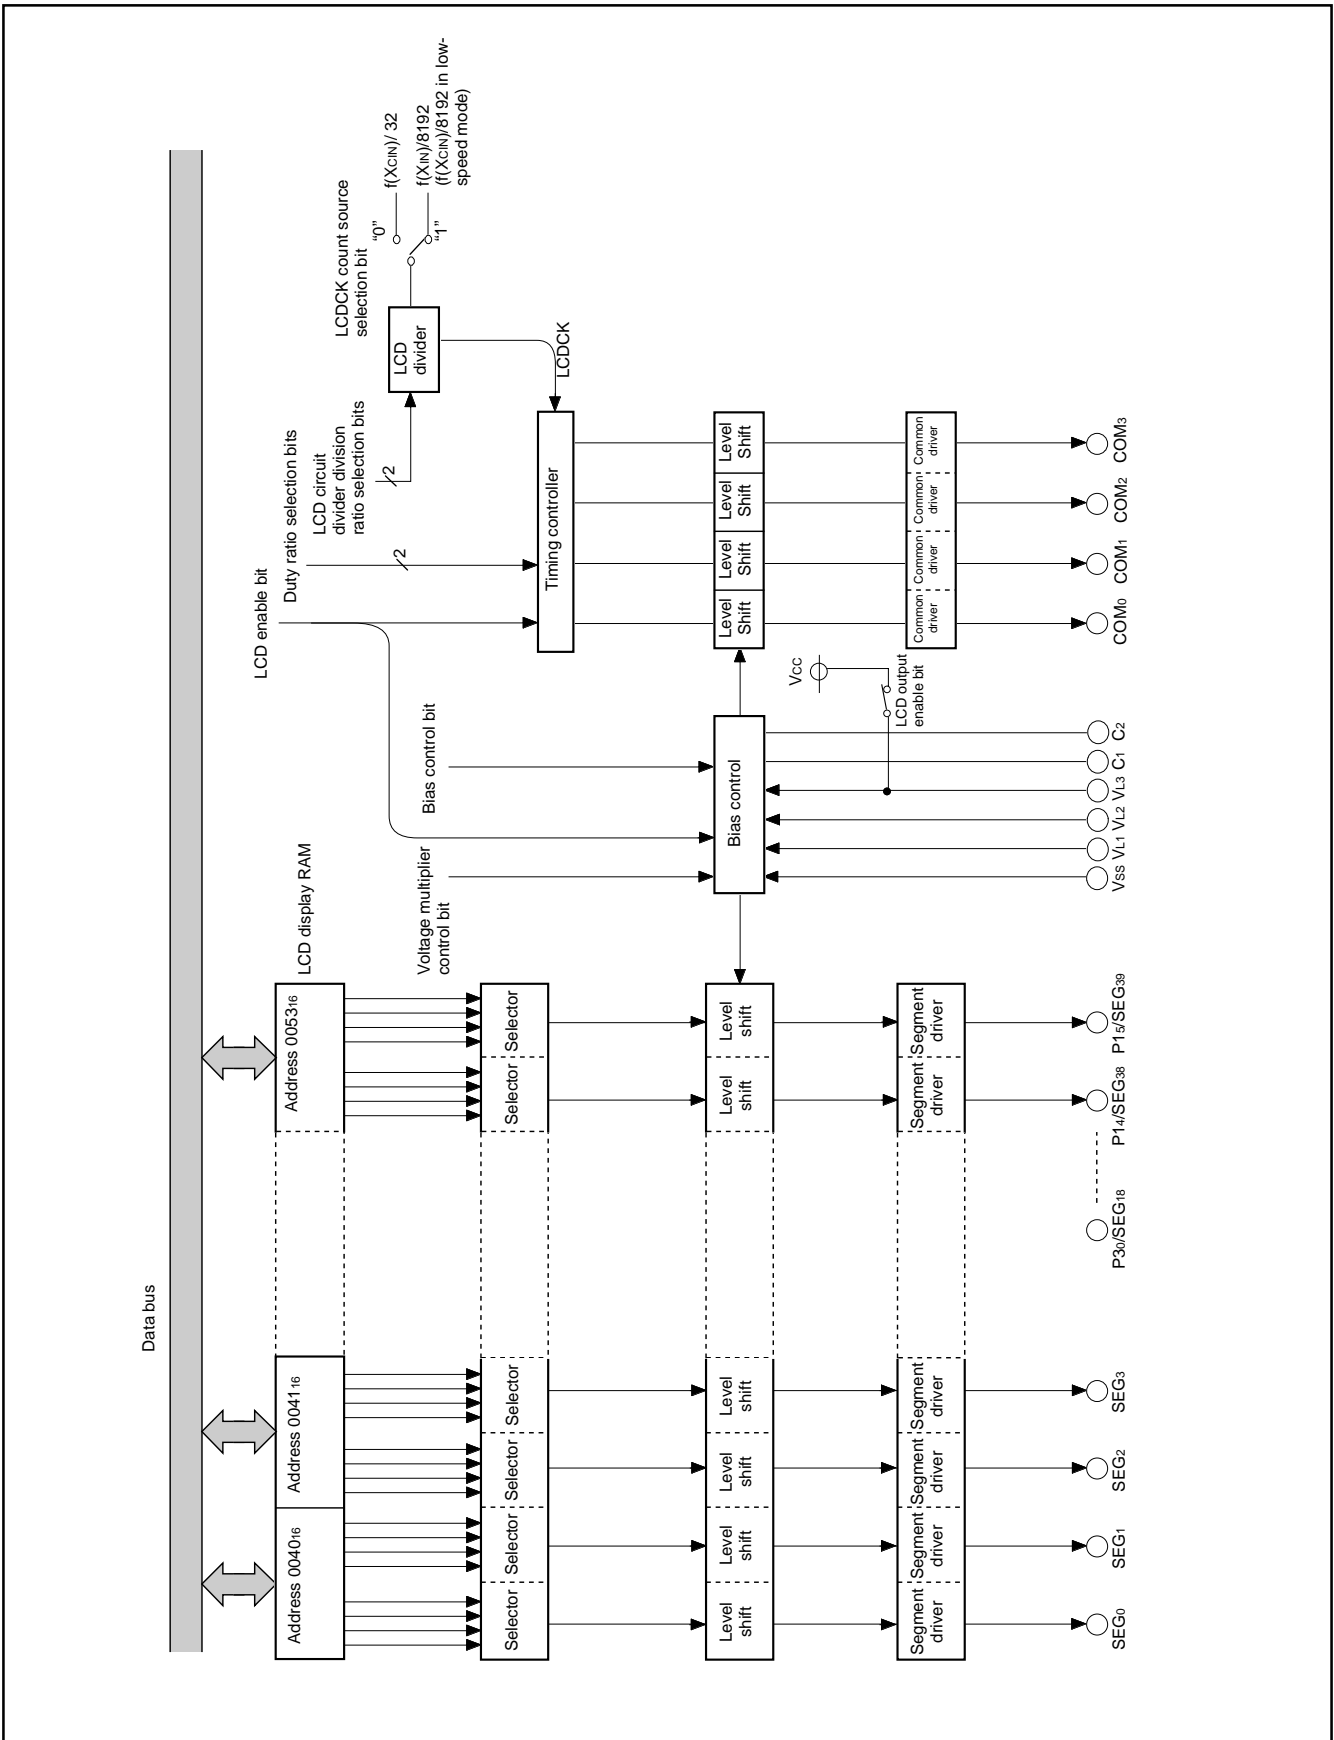 Data bus
LCD enable bit
Duty ratio selection bits
LCD circuit
divider division
ratio selection bits
2
2
LCDCK count source
selection bit
“0”
“1”
f(XCIN)/ 32
f(XIN)/8192
(f(XCIN)/8192 in low-
speed mode)
LCD
divider
LCDCK
Timing controller
LCD display RAM
Address 004016
Address 004116
Address 005316
Voltage multiplier
control bit
Bias control bit
Selector
Selector
Selector
Selector
Selector
Selector
Level
shift
Level
shift
Level
shift
Level
shift
Level
shift
Level
shift
Bias control
Level
Shift
Level
Shift
Level
Shift
Level
Shift
VCC
LCD output
enable bit
Segment
driver
Segment
driver
Segment
driver
Segment
driver
Segment
driver
Segment
driver
Common
driver
Common
driver
Common
driver
Common
driver
SEG0
SEG1
SEG2
SEG3
P30/SEG18
P14/SEG38
P15/SEG39
VSS
VL1
VL2
VL3
C1
C2
COM0
COM1
COM2
COM3